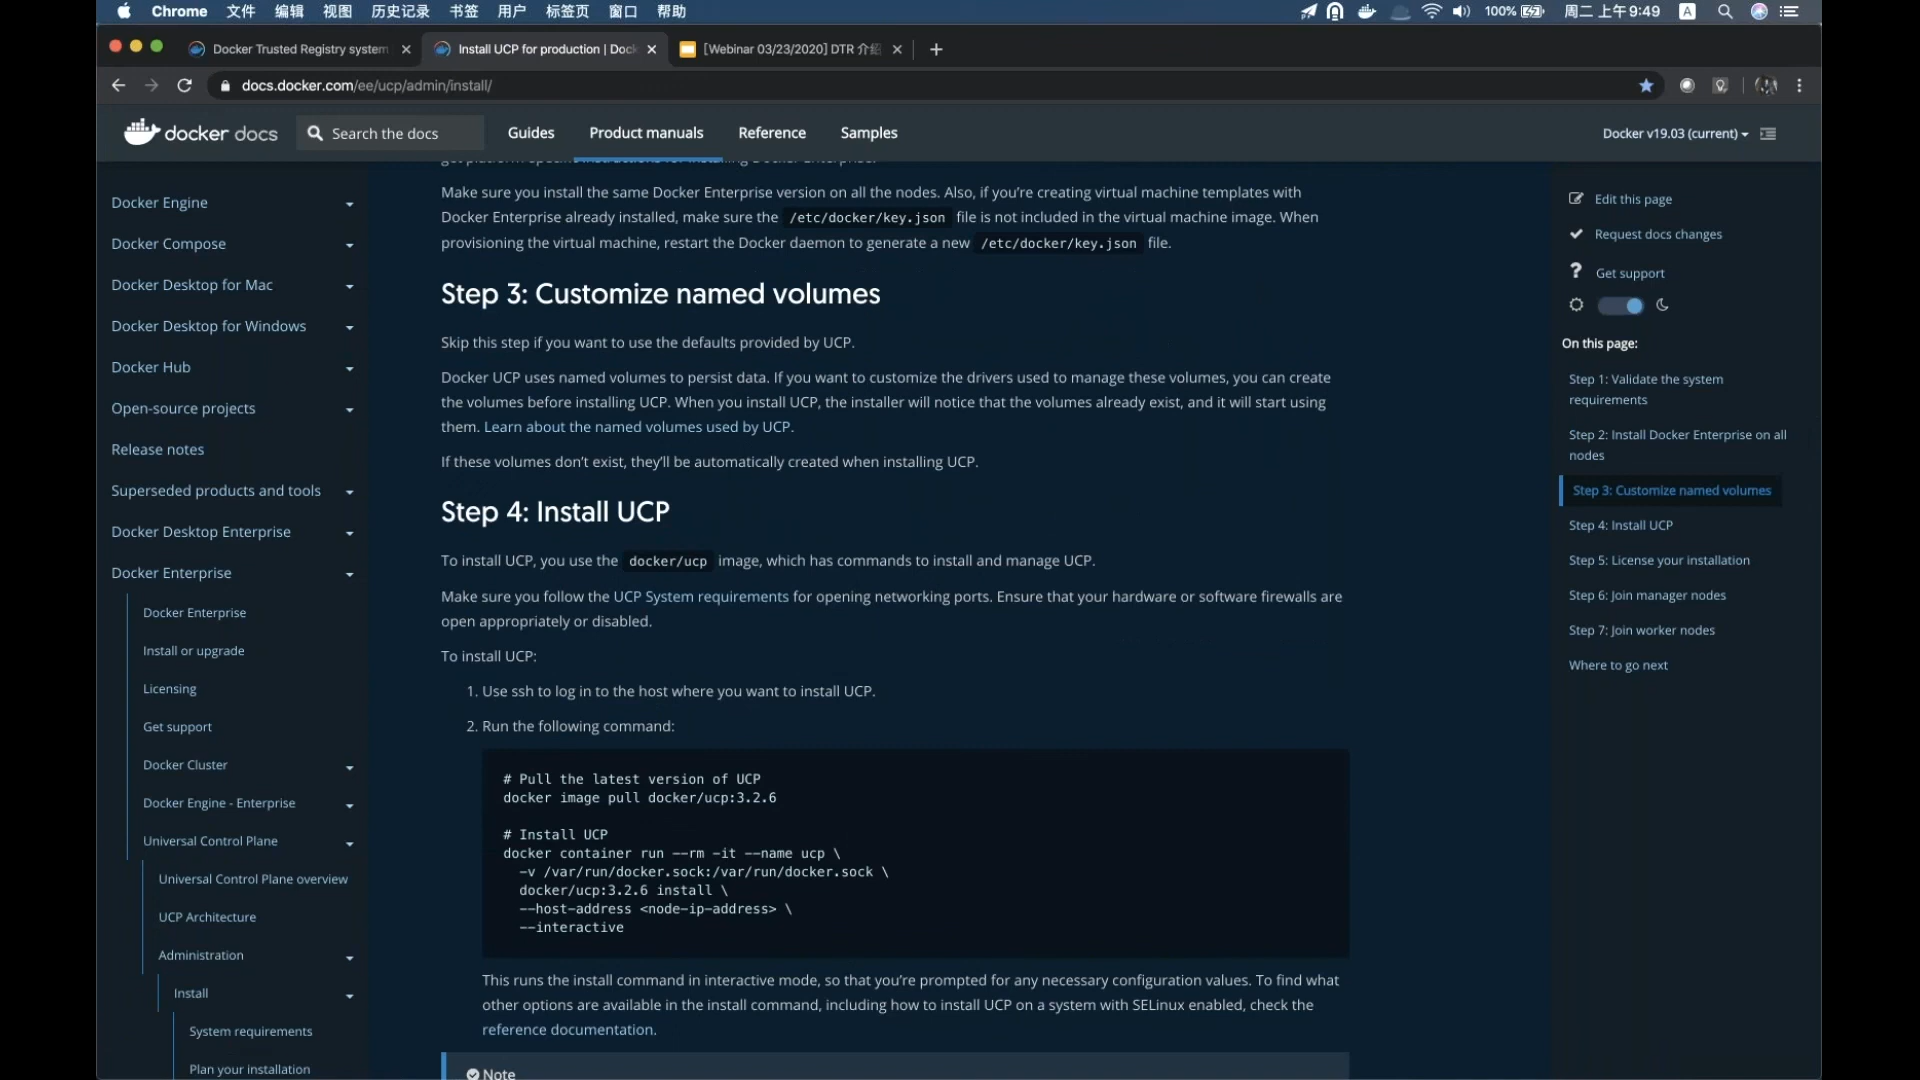 Chrome 文件 编辑 视图 历史记录 书签 用户 标签页 窗口 帮助 100% 周二 上午9:49 A
Docker Trusted Registry system
Install UCP for production | Dock
[Webinar 03/23/2020] DTR 介绍
docs.docker.com/ee/ucp/admin/install/
docker docs
Search the docs
Guides
Product manuals
Reference
Samples
Docker v19.03 (current)
Docker Engine
Docker Compose
Docker Desktop for Mac
Docker Desktop for Windows
Docker Hub
Open-source projects
Release notes
Superseded products and tools
Docker Desktop Enterprise
Docker Enterprise
Docker Enterprise
Install or upgrade
Licensing
Get support
Docker Cluster
Docker Engine - Enterprise
Universal Control Plane
Universal Control Plane overview
UCP Architecture
Administration
Install
System requirements
Plan your installation
Make sure you install the same Docker Enterprise version on all the nodes. Also, if you’re creating virtual machine templates with
Docker Enterprise already installed, make sure the /etc/docker/key.json file is not included in the virtual machine image. When
provisioning the virtual machine, restart the Docker daemon to generate a new /etc/docker/key.json file.
Step 3: Customize named volumes
Skip this step if you want to use the defaults provided by UCP.
Docker UCP uses named volumes to persist data. If you want to customize the drivers used to manage these volumes, you can create
the volumes before installing UCP. When you install UCP, the installer will notice that the volumes already exist, and it will start using
them. Learn about the named volumes used by UCP.
If these volumes don’t exist, they’ll be automatically created when installing UCP.
Step 4: Install UCP
To install UCP, you use the docker/ucp image, which has commands to install and manage UCP.
Make sure you follow the UCP System requirements for opening networking ports. Ensure that your hardware or software firewalls are
open appropriately or disabled.
To install UCP:
1. Use ssh to log in to the host where you want to install UCP.
2. Run the following command:
# Pull the latest version of UCP
docker image pull docker/ucp:3.2.6
# Install UCP
docker container run --rm -it --name ucp \
-v /var/run/docker.sock:/var/run/docker.sock \
docker/ucp:3.2.6 install \
--host-address <node-ip-address> \
--interactive
This runs the install command in interactive mode, so that you’re prompted for any necessary configuration values. To find what
other options are available in the install command, including how to install UCP on a system with SELinux enabled, check the
reference documentation.
Note
Edit this page
Request docs changes
Get support
On this page:
Step 1: Validate the system
requirements
Step 2: Install Docker Enterprise on all
nodes
Step 3: Customize named volumes
Step 4: Install UCP
Step 5: License your installation
Step 6: Join manager nodes
Step 7: Join worker nodes
Where to go next